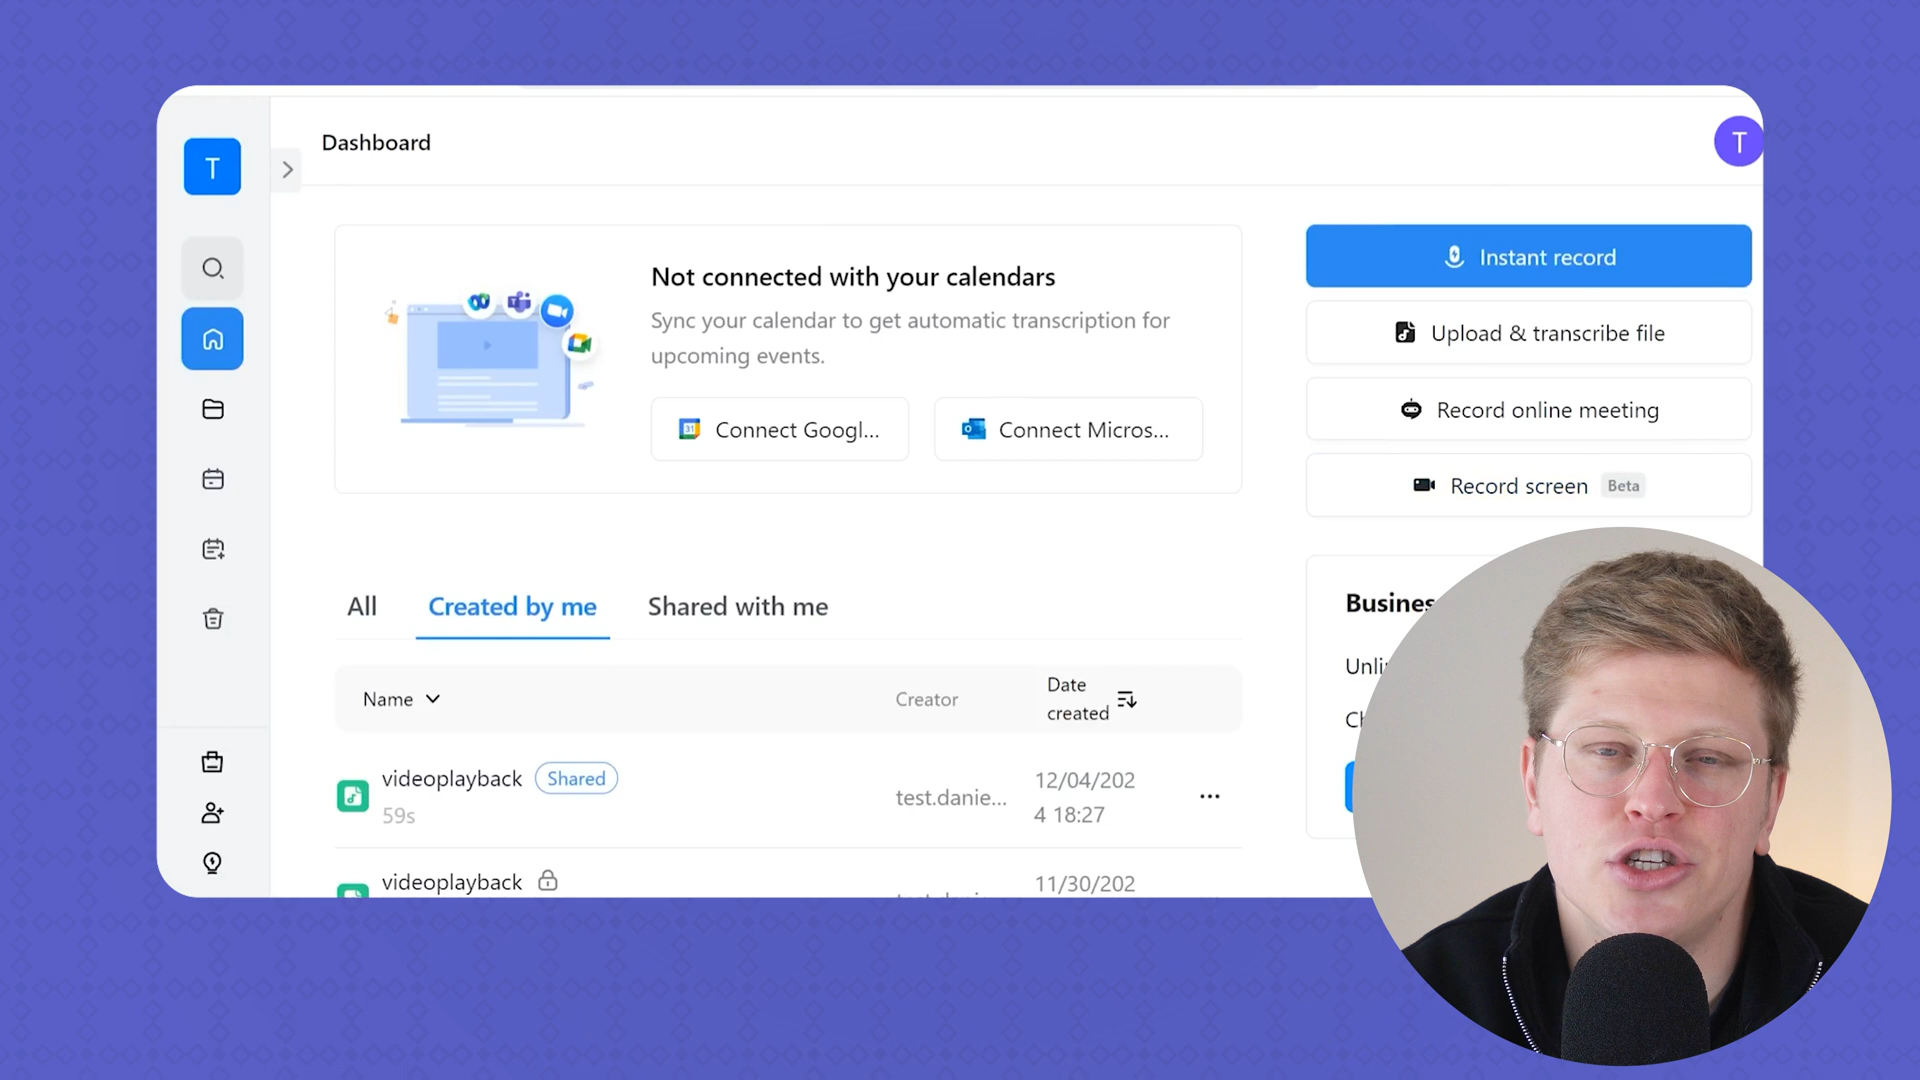 T
Dashboard
T
Not connected with your calendars
Sync your calendar to get automatic transcription for
upcoming events.
Connect Googl...
Connect Micros...
Instant record
Upload & transcribe file
Record online meeting
Record screen Beta
All
Created by me
Shared with me
Name
Creator
Date
created
videoplayback Shared
59s
test.danie...
12/04/202
4 18:27
videoplayback
11/30/202
Busines
Unli